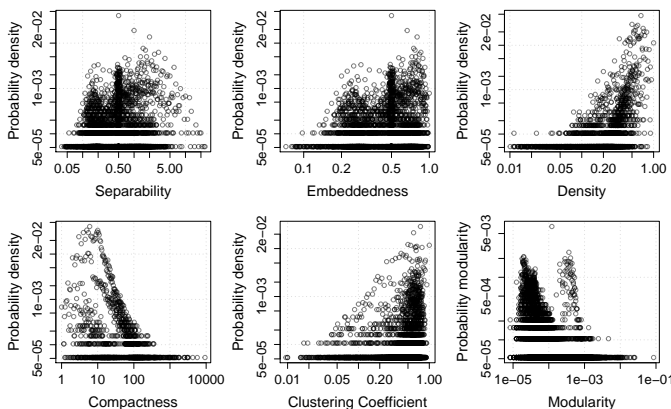 Probability density
5e−05 1e−03 2e−02
0.05 0.50 5.00
Separability
Probability density
5e−05 1e−03 2e−02
0.1 0.2 0.5 1.0
Embeddedness
Probability density
5e−05 1e−03 2e−02
0.01 0.05 0.20 1.00
Density
Probability density
5e−05 1e−03 2e−02
1 10 100 10000
Compactness
Probability density
5e−05 1e−03 2e−02
0.01 0.05 0.20 1.00
Clustering Coefficient
Probability modularity
5e−05 5e−04 5e−03
1e−05 1e−03 1e−01
Modularity